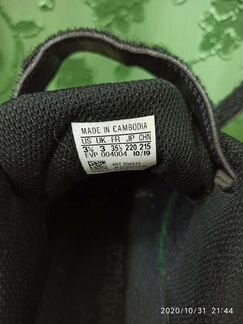 MADE IN CAMBODIA
US UK FR JP CHN
3½ 3 35½ 220 215
EVP 004004 10/19
2020/10/31 21:44